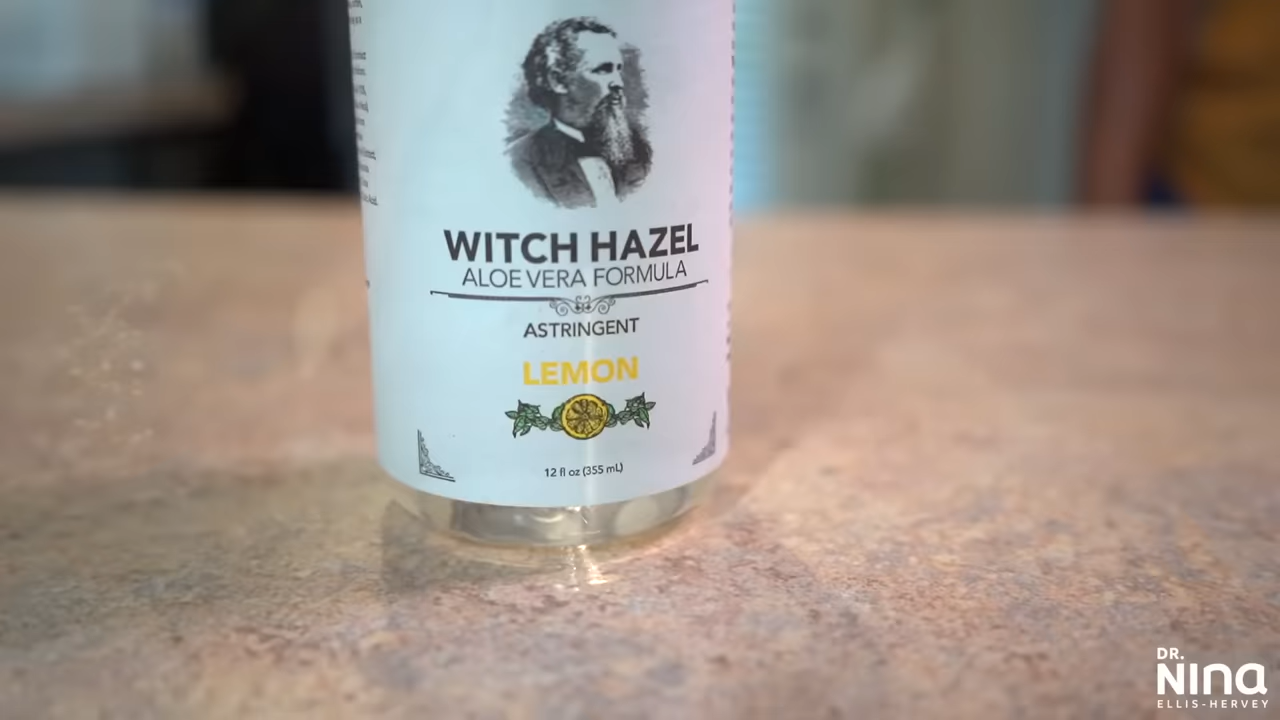 WITCH HAZEL
ALOE VERA FORMULA
ASTRINGENT
LEMON
12 fl oz (355 mL)
DR.
Nina
ELLIS-HERVEY